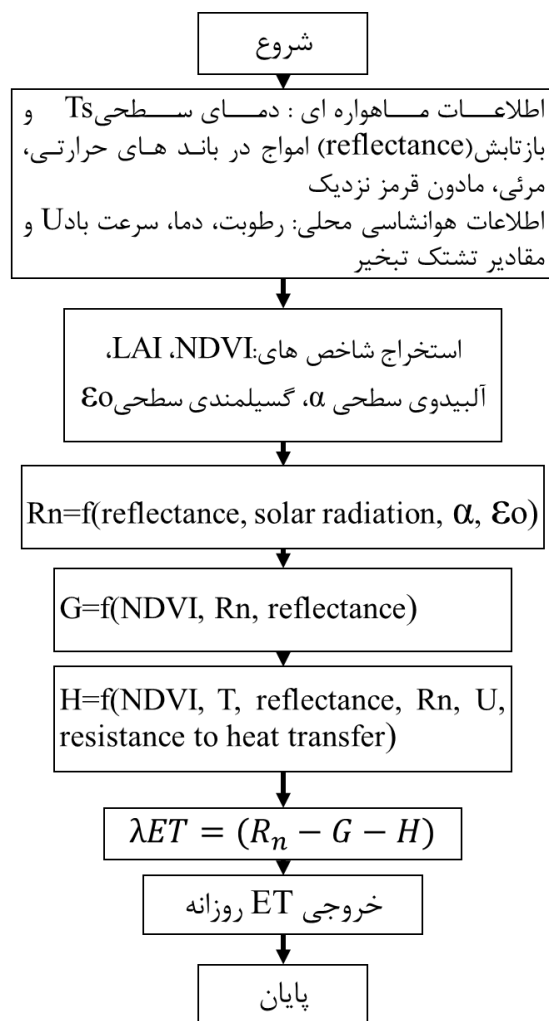 شروع
اطلاعات ماهواره ای : دمای سطحیTs و
بازتابش(reflectance) امواج در باند های حرارتی،
مرئی، مادون قرمز نزدیک
اطلاعات هوانشاسی محلی: رطوبت، دما، سرعت بادU و
مقادیر تشتک تبخیر
استخراج شاخص های:LAI ،NDVI،
آلبیدوی سطحی α، گسیلمندی سطحیεo
Rn=f(reflectance, solar radiation, α, εo)
G=f(NDVI, Rn, reflectance)
H=f(NDVI, T, reflectance, Rn, U,
resistance to heat transfer)
λET = (Rₙ − G − H)
خروجی ET روزانه
پایان